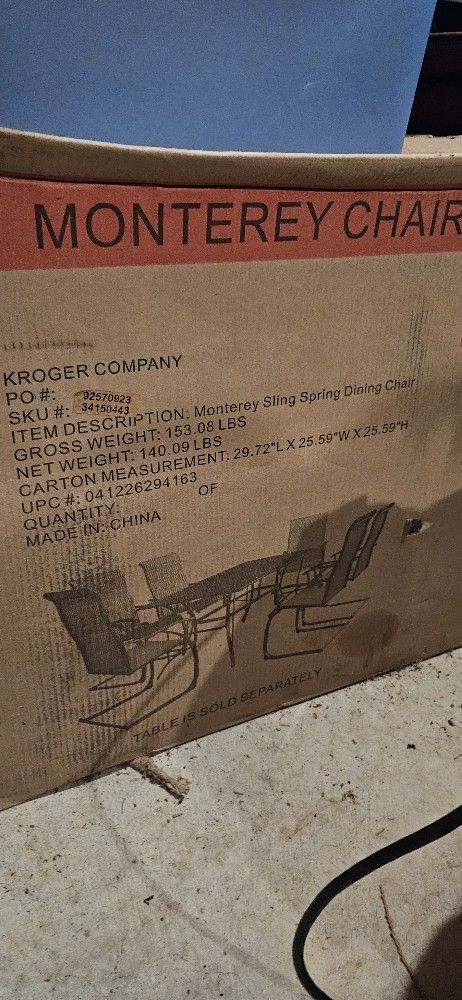 MONTEREY CHAIR
KROGER COMPANY
PO #: 92570923
SKU #: 34150443
ITEM DESCRIPTION: Monterey Sling Spring Dining Chair
GROSS WEIGHT: 153.08 LBS
NET WEIGHT: 140.09 LBS
CARTON MEASUREMENT: 29.72"L X 25.59"W X 25.59"H
UPC #: 041226294163
QUANTITY: OF
MADE IN: CHINA
TABLE IS SOLD SEPARATELY